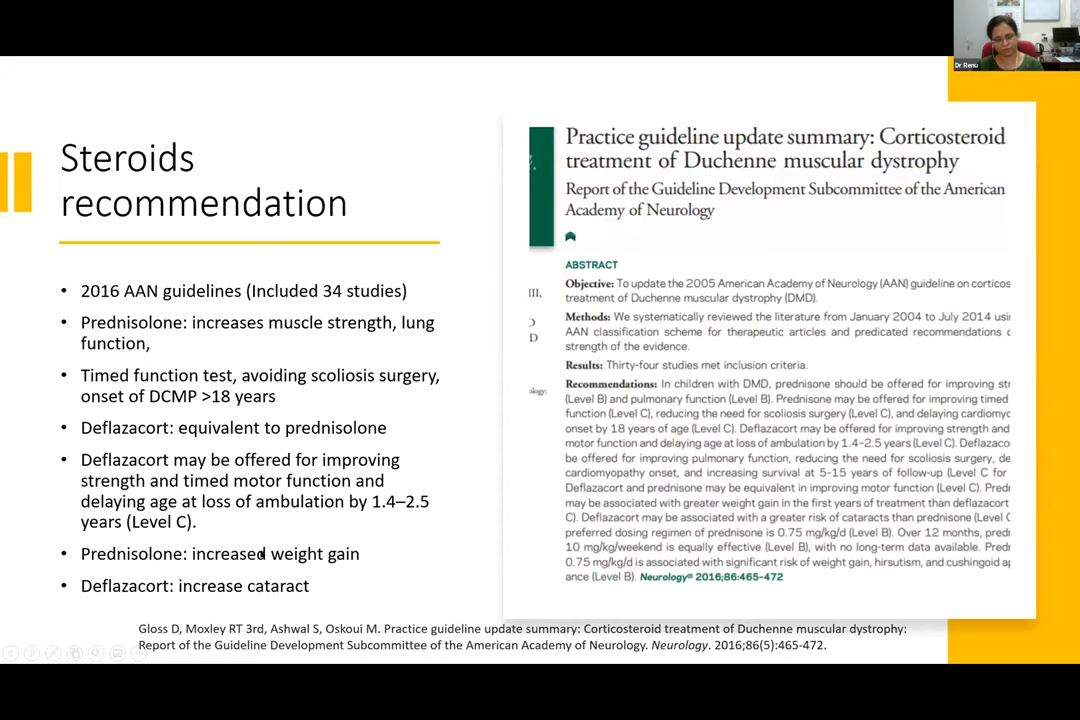 Dr Renu
Steroids
recommendation
• 2016 AAN guidelines (Included 34 studies)
• Prednisolone: increases muscle strength, lung
function,
• Timed function test, avoiding scoliosis surgery,
onset of DCMP >18 years
• Deflazacort: equivalent to prednisolone
• Deflazacort may be offered for improving
strength and timed motor function and
delaying age at loss of ambulation by 1.4–2.5
years (Level C).
• Prednisolone: increased weight gain
• Deflazacort: increase cataract
Practice guideline update summary: Corticosteroid
treatment of Duchenne muscular dystrophy
Report of the Guideline Development Subcommittee of the American
Academy of Neurology
III,
D
ABSTRACT
Objective: To update the 2005 American Academy of Neurology (AAN) guideline on corticos
treatment of Duchenne muscular dystrophy (DMD).
Methods: We systematically reviewed the literature from January 2004 to July 2014 usi
AAN classification scheme for therapeutic articles and predicated recommendations
strength of the evidence.
Results: Thirty-four studies met inclusion criteria.
Recommendations: In children with DMD, prednisone should be offered for improving str
(Level B) and pulmonary function (Level B). Prednisone may be offered for improving timed
function (Level C), reducing the need for scoliosis surgery (Level C), and delaying cardiomyo
onset by 18 years of age (Level C). Deflazacort may be offered for improving strength and
motor function and delaying age at loss of ambulation by 1.4–2.5 years (Level C). Deflazaco
be offered for improving pulmonary function, reducing the need for scoliosis surgery, de
cardiomyopathy onset, and increasing survival at 5-15 years of follow-up (Level C for
Deflazacort and prednisone may be equivalent in improving motor function (Level C). Predn
may be associated with greater weight gain in the first years of treatment than deflazacort
C). Deflazacort may be associated with a greater risk of cataracts than prednisone (Level C
preferred dosing regimen of prednisone is 0.75 mg/kg/d (Level B). Over 12 months, pred
10 mg/kg/weekend is equally effective (Level B), with no long-term data available. Predn
0.75 mg/kg/d is associated with significant risk of weight gain, hirsutism, and cushingoid ap
ance (Level B). Neurology® 2016;86:465-472
Gloss D, Moxley RT 3rd, Ashwal S, Oskoui M. Practice guideline update summary: Corticosteroid treatment of Duchenne muscular dystrophy:
Report of the Guideline Development Subcommittee of the American Academy of Neurology. Neurology. 2016;86(5):465-472.